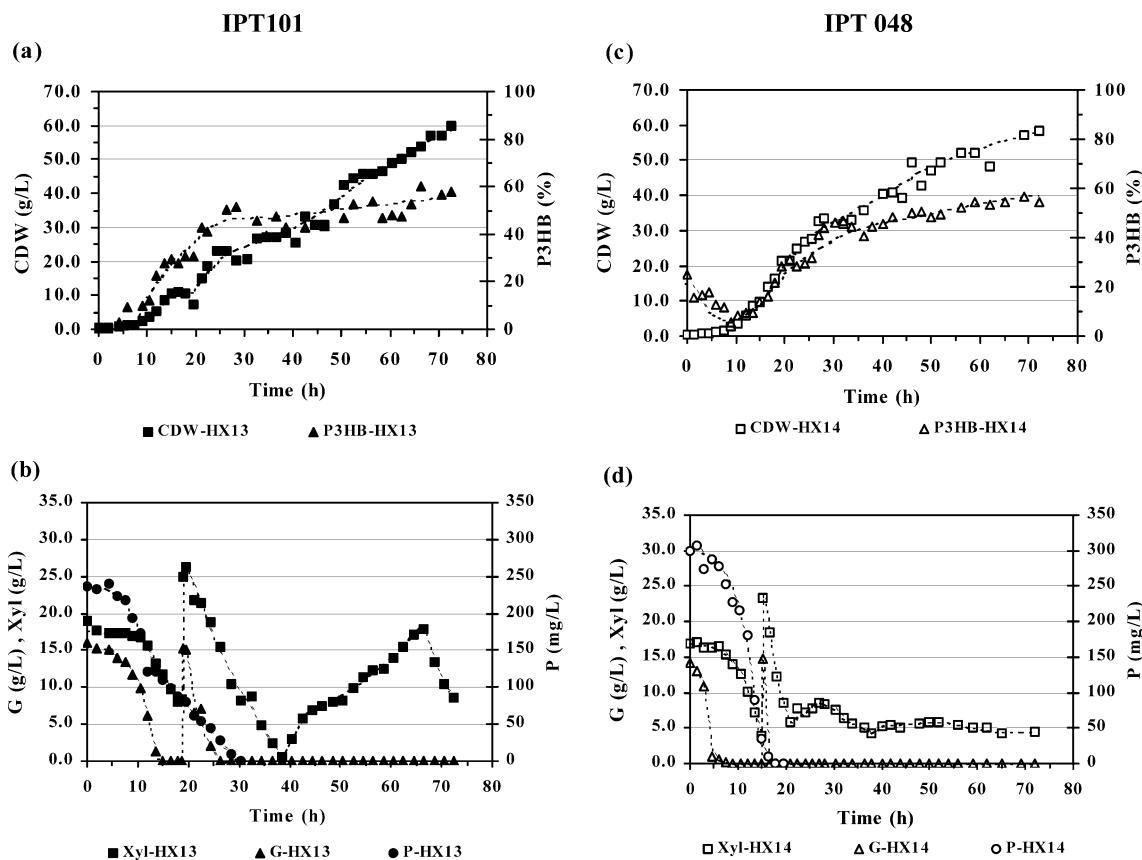 IPT101
IPT 048
(a)
CDW (g/L)
70.0
60.0
50.0
40.0
30.0
20.0
10.0
0.0
100
80
60
40
20
0
P3HB (%)
0 10 20 30 40 50 60 70 80
Time (h)
CDW-HX13 P3HB-HX13
(c)
CDW (g/L)
70.0
60.0
50.0
40.0
30.0
20.0
10.0
0.0
100
80
60
40
20
0
P3HB (%)
0 10 20 30 40 50 60 70 80
Time (h)
CDW-HX14 P3HB-HX14
(b)
G (g/L) , Xyl (g/L)
35.0
30.0
25.0
20.0
15.0
10.0
5.0
0.0
350
300
250
200
150
100
50
0
P (mg/L)
0 10 20 30 40 50 60 70 80
Time (h)
Xyl-HX13 G-HX13 P-HX13
(d)
G (g/L) , Xyl (g/L)
35.0
30.0
25.0
20.0
15.0
10.0
5.0
0.0
350
300
250
200
150
100
50
0
P (mg/L)
0 10 20 30 40 50 60 70 80
Time (h)
Xyl-HX14 G-HX14 P-HX14